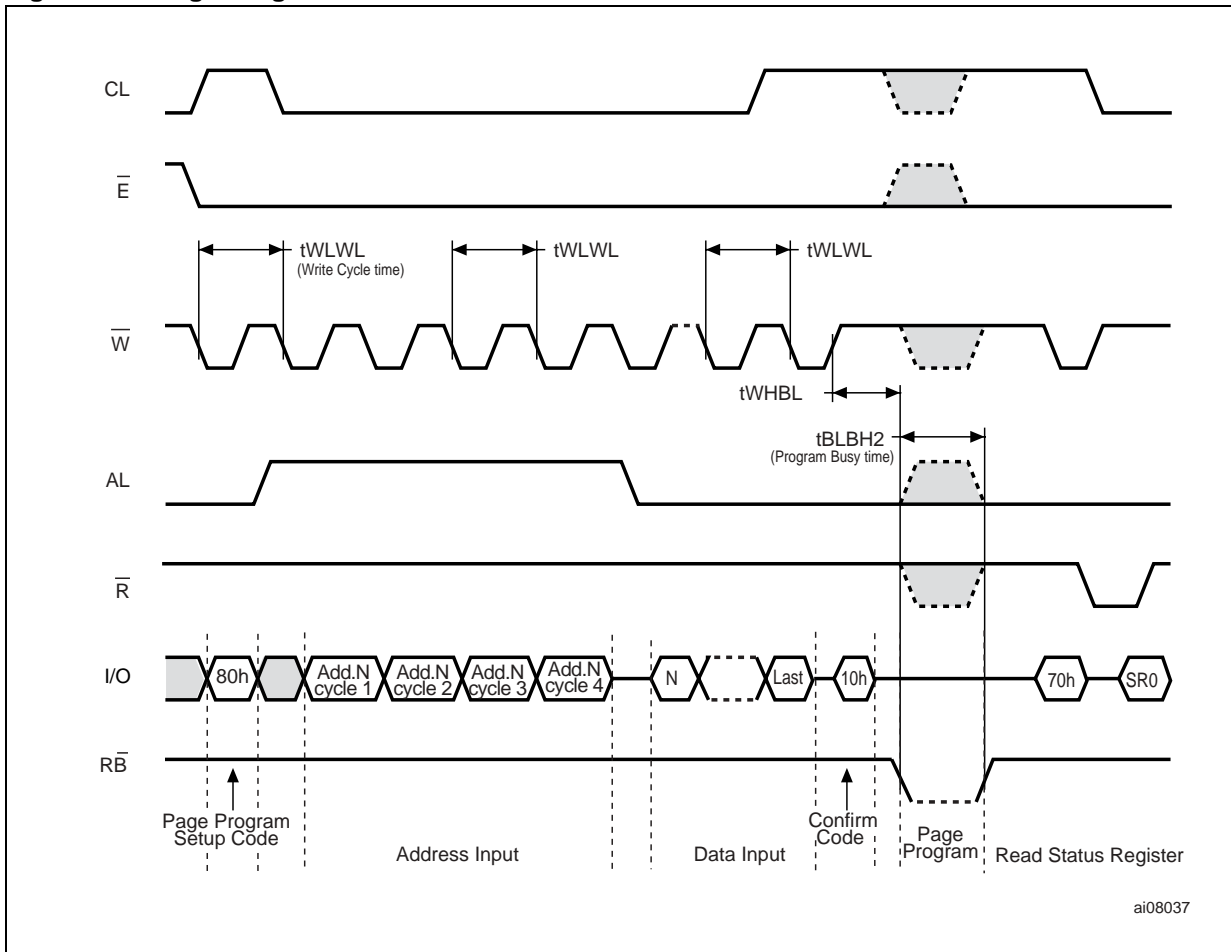 CL
E
tWLWL
(Write Cycle time)
tWLWL
tWLWL
W
tWHBL
tBLBH2
(Program Busy time)
AL
R
I/O
80h
Add.N
cycle 1
Add.N
cycle 2
Add.N
cycle 3
Add.N
cycle 4
N
Last
10h
70h
SR0
RB
Page Program
Setup Code
Address Input
Data Input
Confirm
Code
Page
Program
Read Status Register
ai08037